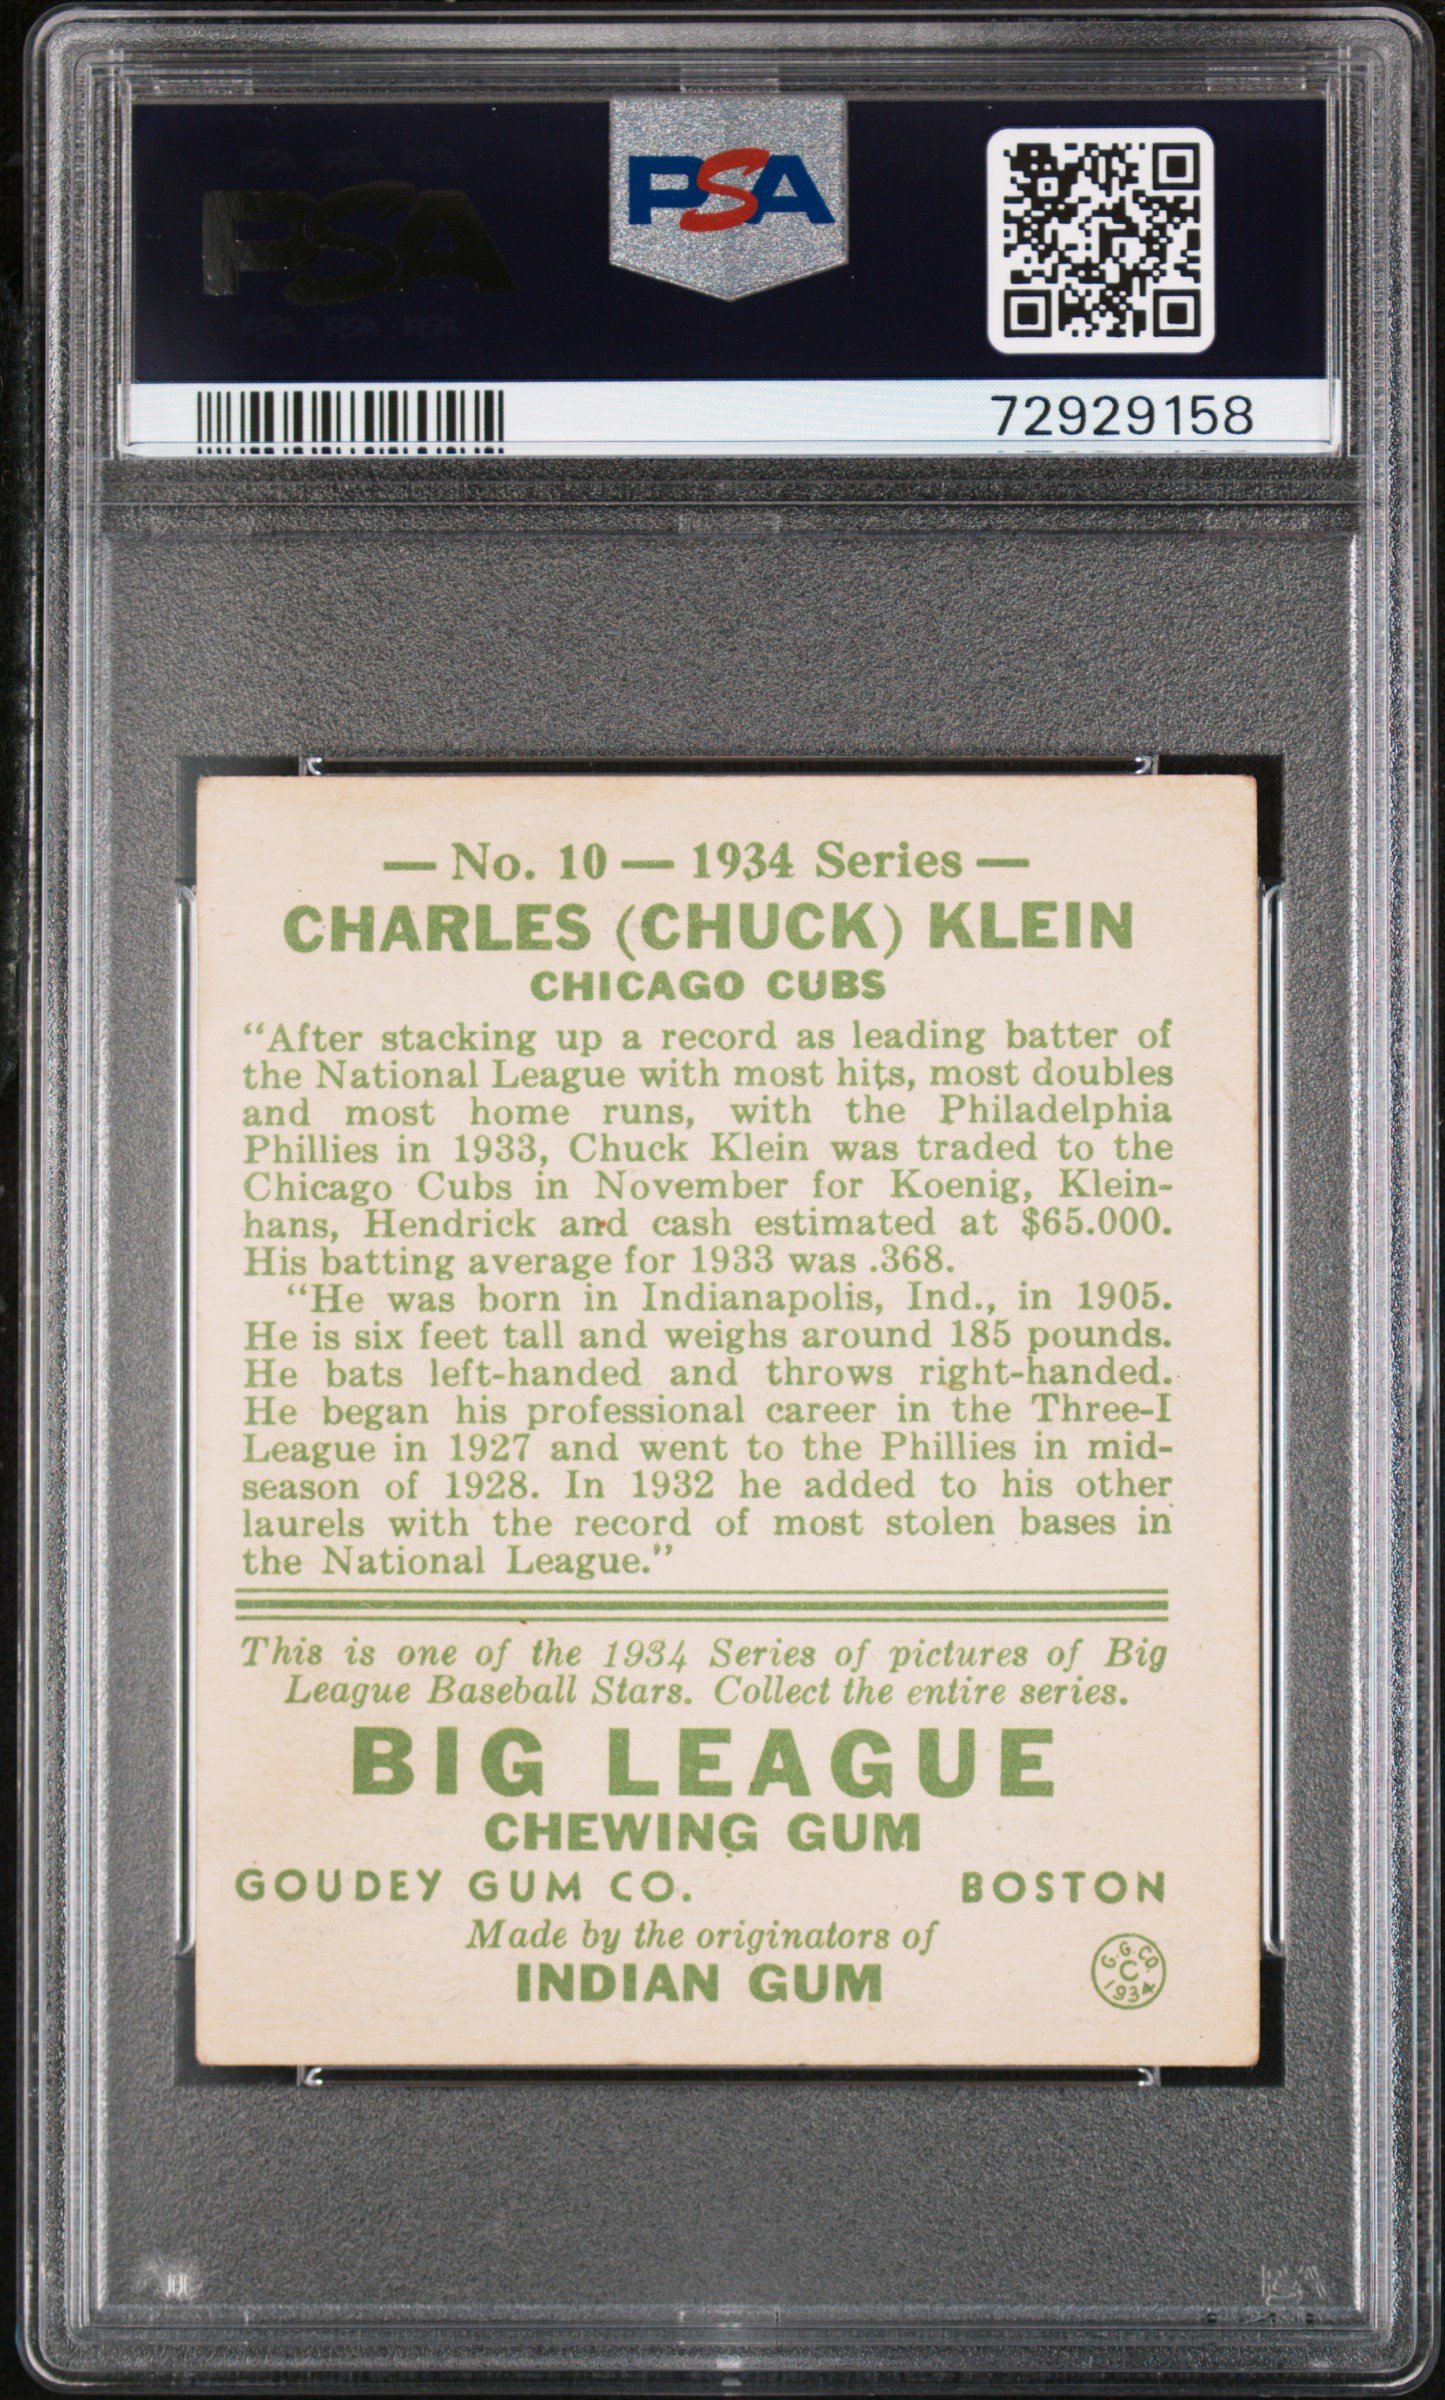 PSA
PSA
72929158
— No. 10 — 1934 Series —
CHARLES (CHUCK) KLEIN
CHICAGO CUBS
“After stacking up a record as leading batter of
the National League with most hits, most doubles
and most home runs, with the Philadelphia
Phillies in 1933, Chuck Klein was traded to the
Chicago Cubs in November for Koenig, Klein-
hans, Hendrick and cash estimated at $65.000.
His batting average for 1933 was .368.
“He was born in Indianapolis, Ind., in 1905.
He is six feet tall and weighs around 185 pounds.
He bats left-handed and throws right-handed.
He began his professional career in the Three-I
League in 1927 and went to the Phillies in mid-
season of 1928. In 1932 he added to his other
laurels with the record of most stolen bases in
the National League.”
This is one of the 1934 Series of pictures of Big
League Baseball Stars. Collect the entire series.
BIG LEAGUE
CHEWING GUM
GOUDEY GUM CO. BOSTON
Made by the originators of
INDIAN GUM
G.G.CO.
C
1934